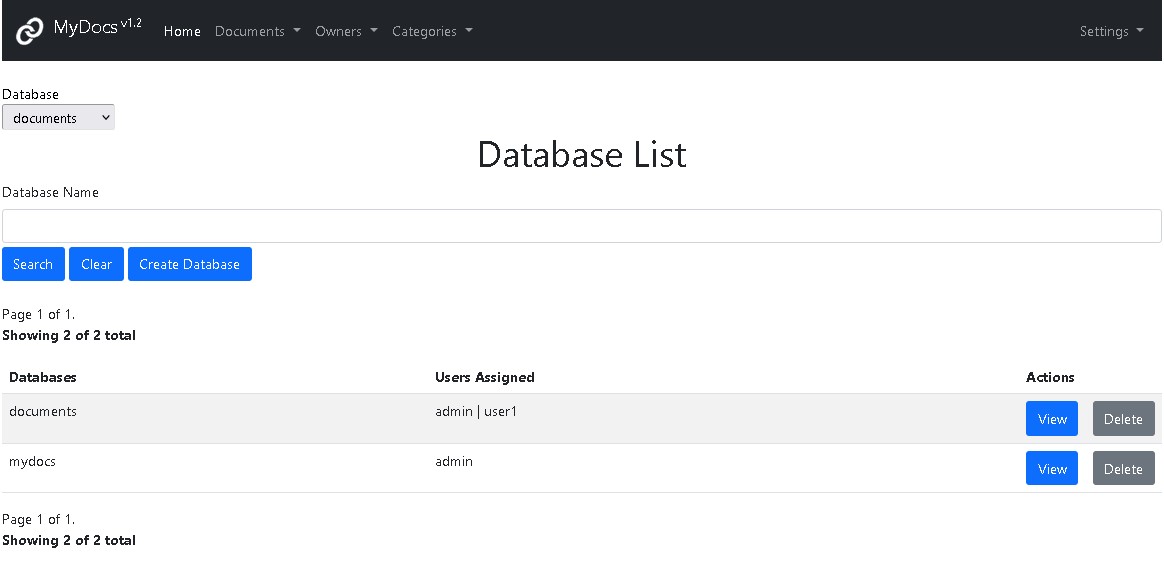 MyDocs v1.2 Home Documents Owners Categories Settings
Database
documents
Database List
Database Name
Search Clear Create Database
Page 1 of 1.
Showing 2 of 2 total
Databases Users Assigned Actions
documents admin | user1 View Delete
mydocs admin View Delete
Page 1 of 1.
Showing 2 of 2 total